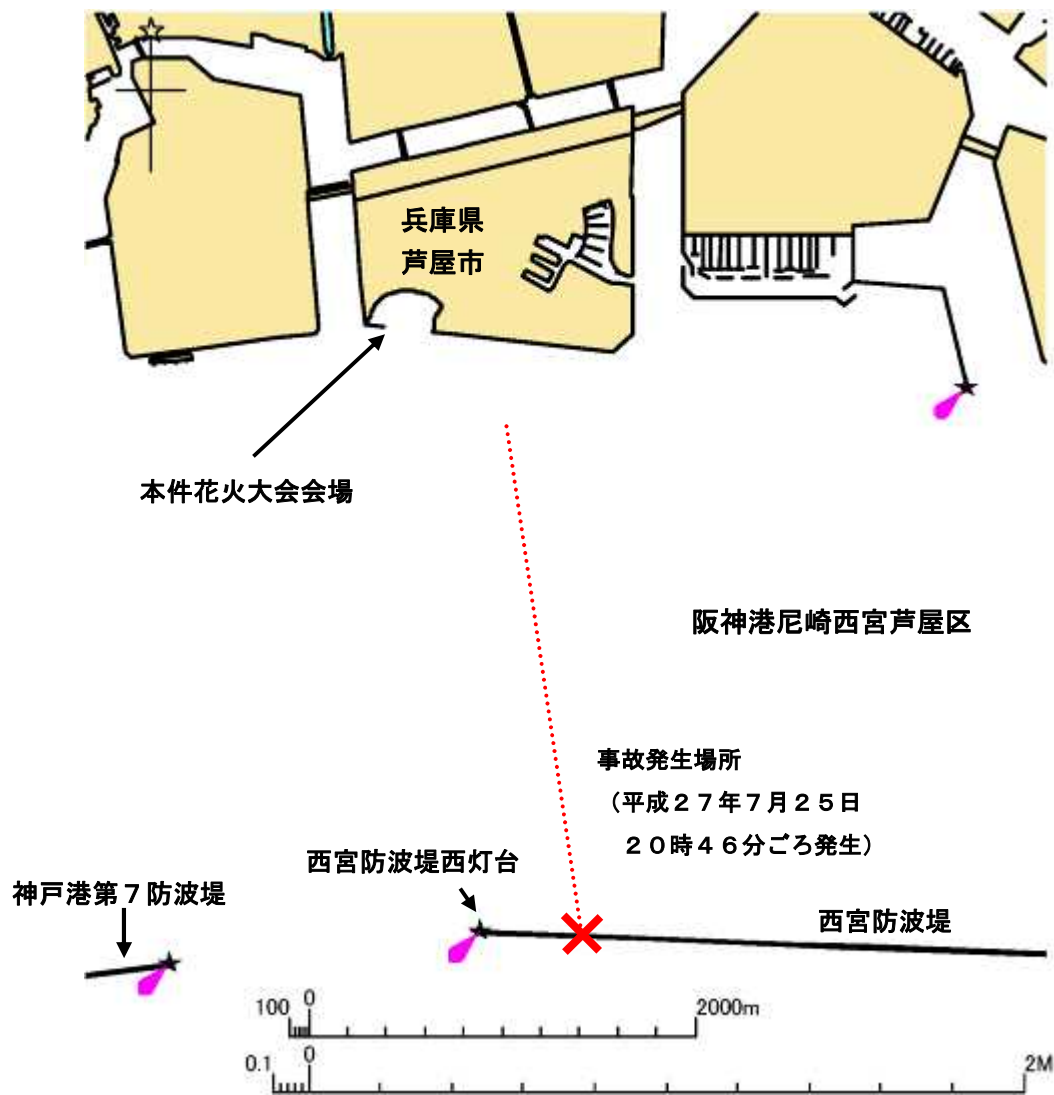 兵庫県
芦屋市
本件花火大会会場
阪神港尼崎西宮芦屋区
事故発生場所
（平成２７年７月２５日
２０時４６分ごろ発生）
西宮防波堤西灯台
神戸港第７防波堤
西宮防波堤
100 0 2000m
0.1 0 2M